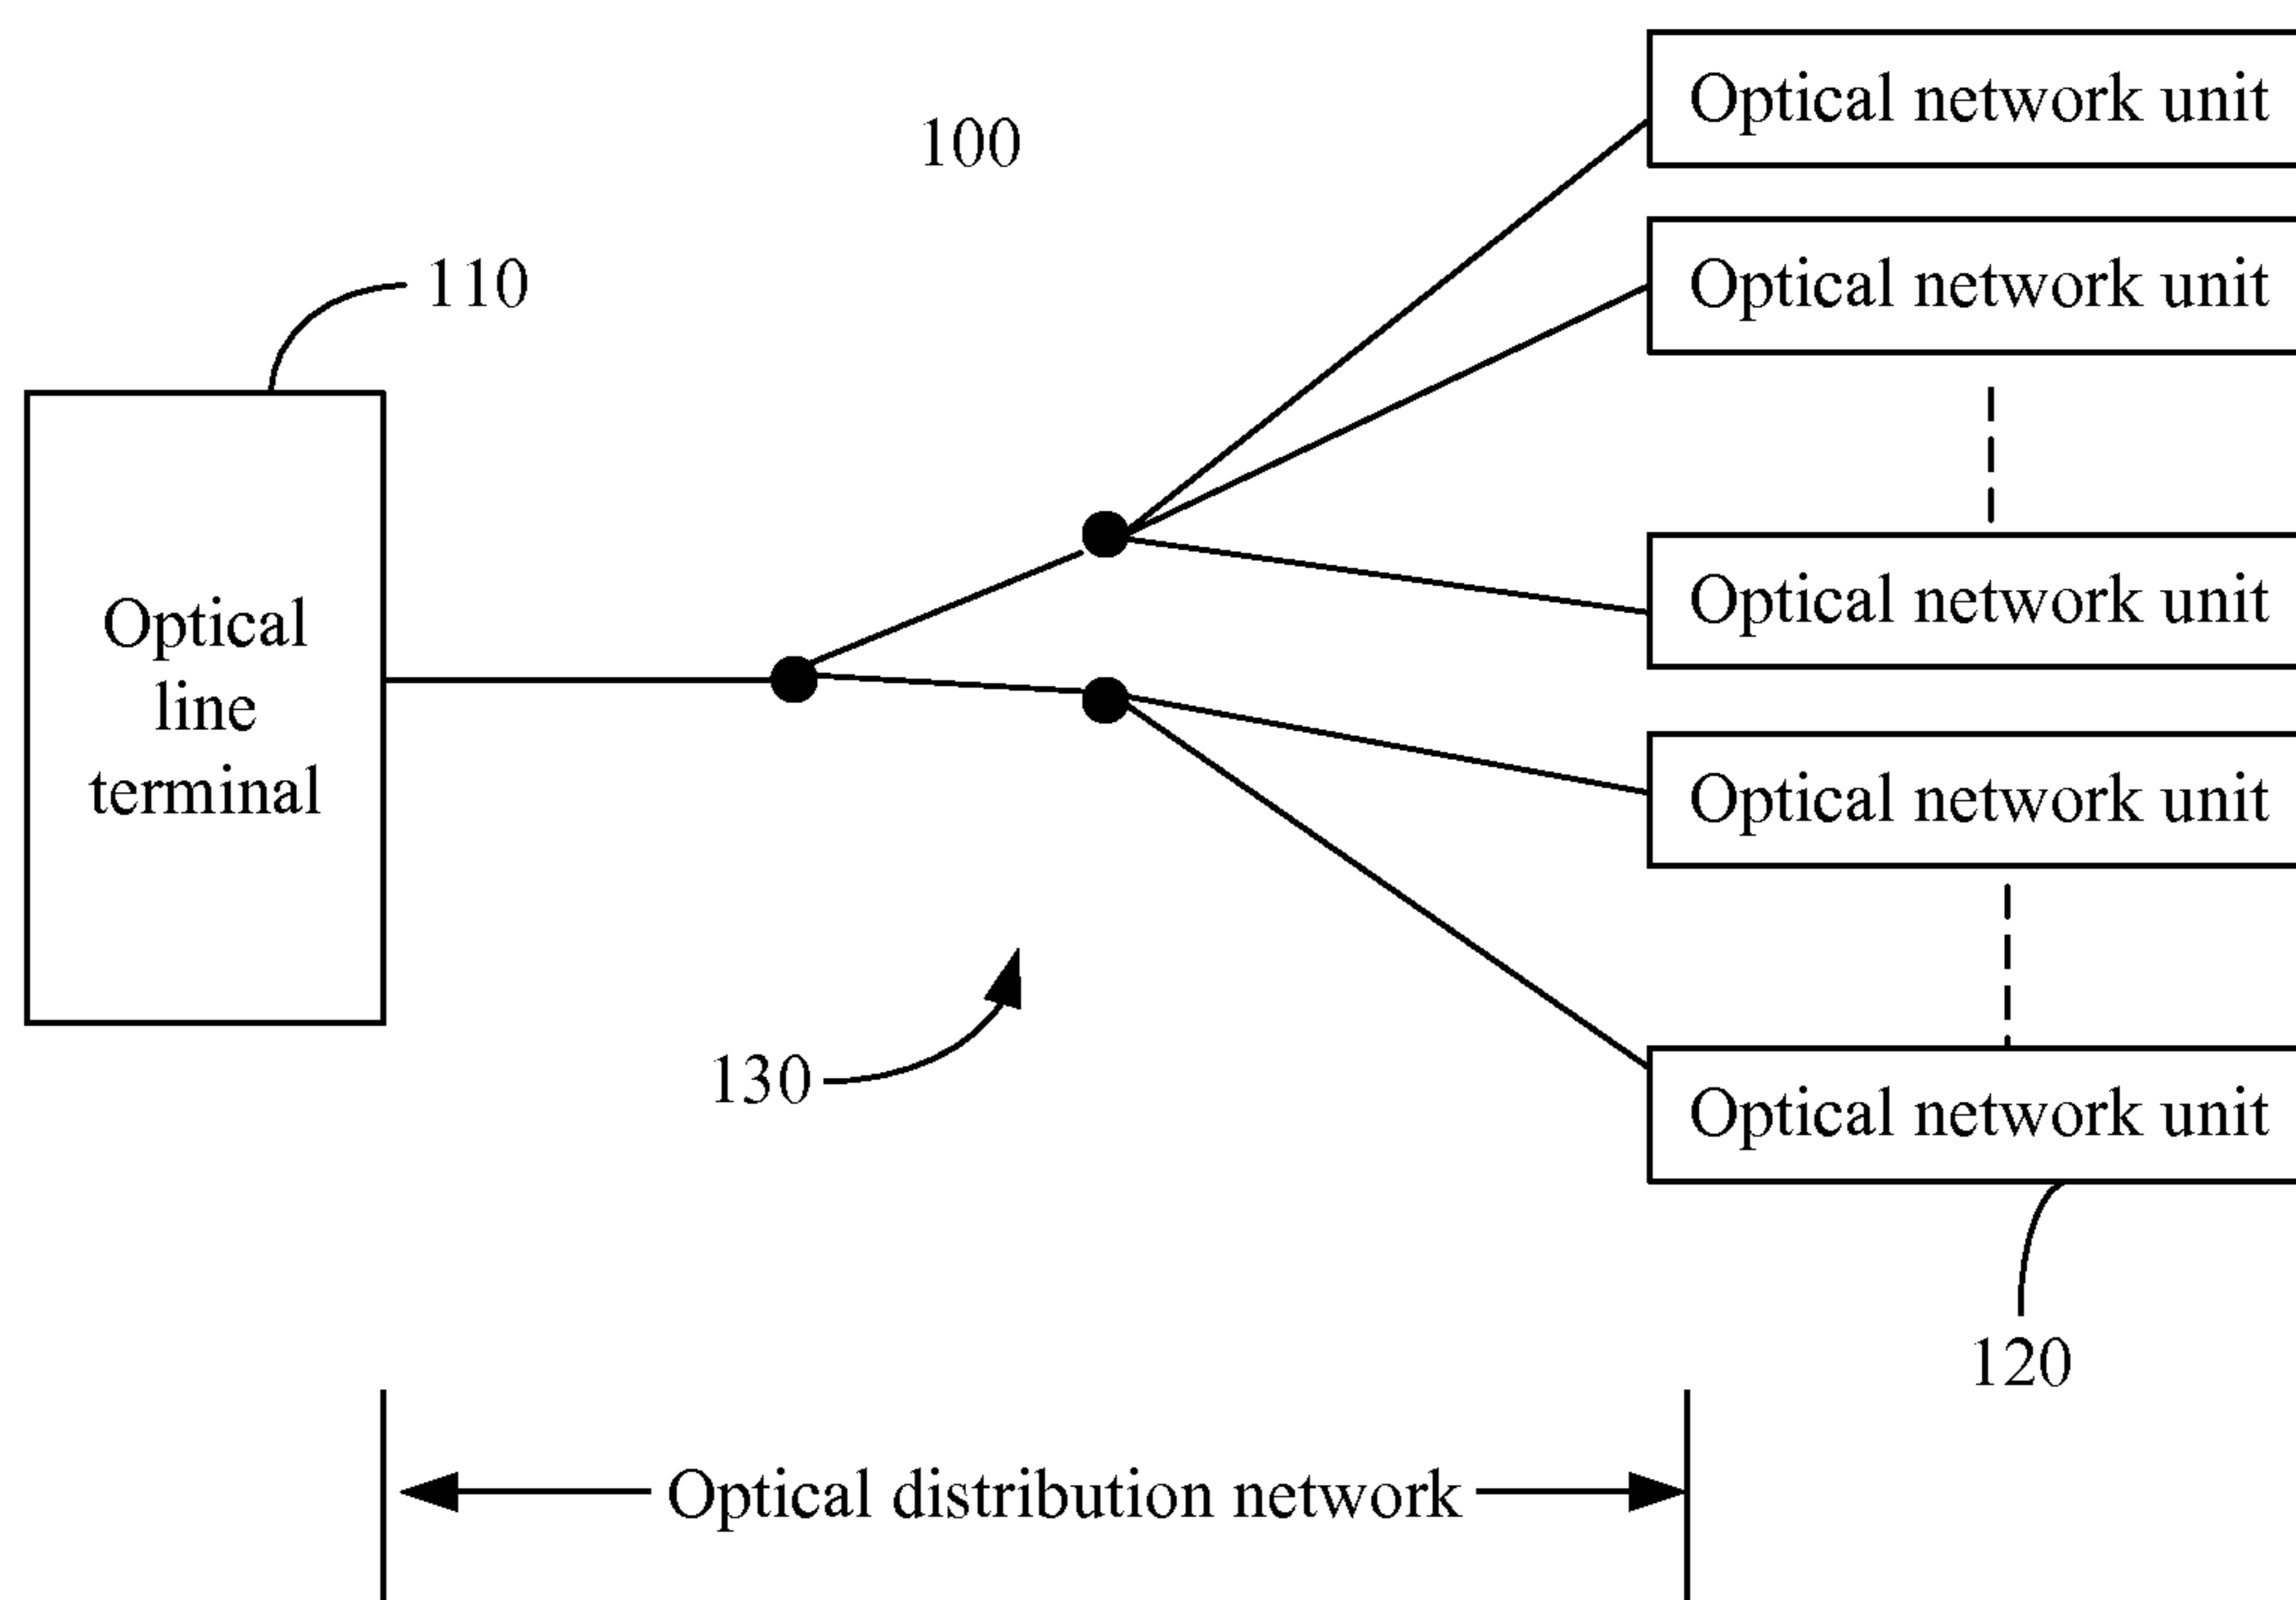 Optical network unit
100
Optical network unit
110
Optical
line
terminal
Optical network unit
Optical network unit
130
Optical network unit
120
Optical distribution network